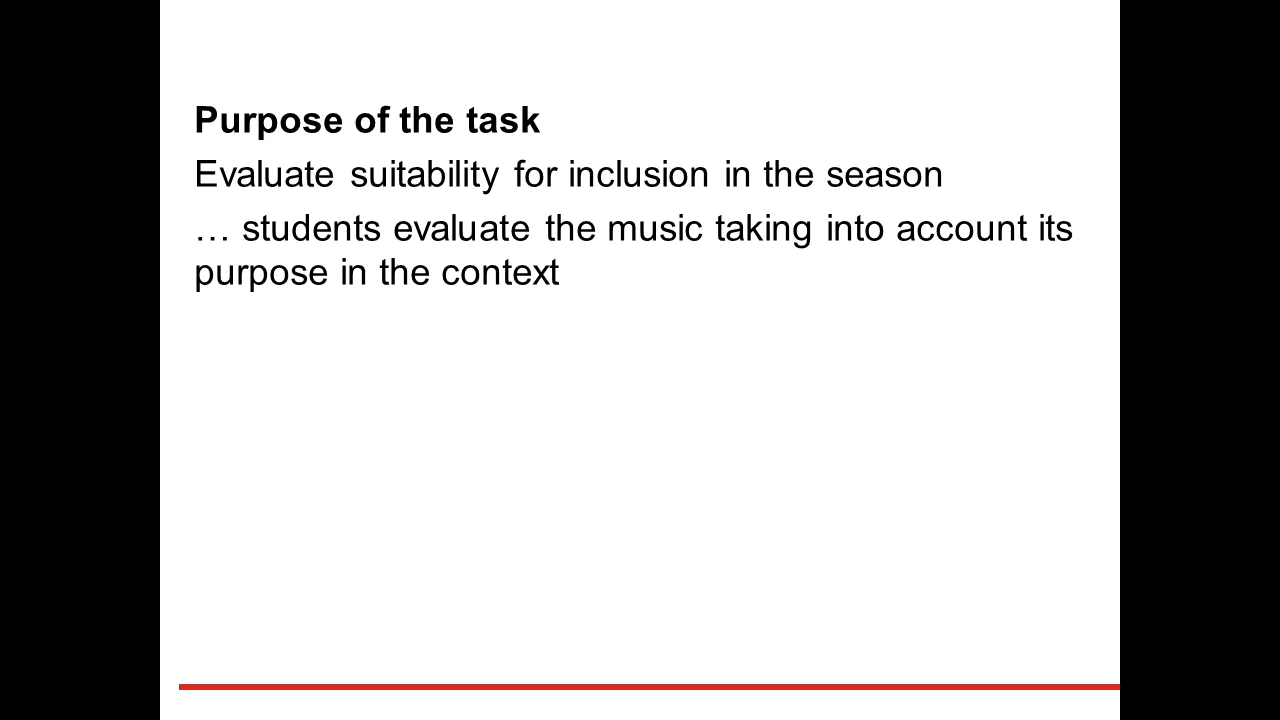 Purpose of the task
Evaluate suitability for inclusion in the season
… students evaluate the music taking into account its
purpose in the context